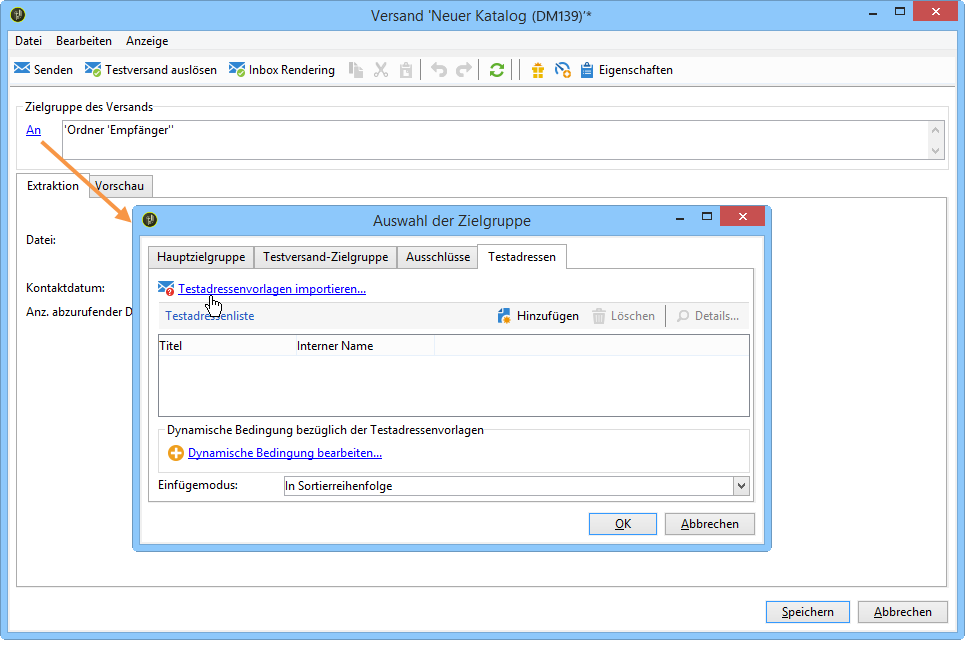 Versand 'Neuer Katalog (DM139)'*
Datei Bearbeiten Anzeige
Senden Testversand auslösen Inbox Rendering Eigenschaften
Zielgruppe des Versands
An 'Ordner 'Empfänger''
Extraktion Vorschau
Auswahl der Zielgruppe
Datei:
Hauptzielgruppe Testversand-Zielgruppe Ausschlüsse Testadressen
Kontaktdatum:
Testadressenvorlagen importieren...
Anz. abzurufender D
Testadressenliste Hinzufügen Löschen Details...
Titel Interner Name
Dynamische Bedingung bezüglich der Testadressenvorlagen
Dynamische Bedingung bearbeiten...
Einfügemodus: In Sortierreihenfolge
OK Abbrechen
Speichern Abbrechen